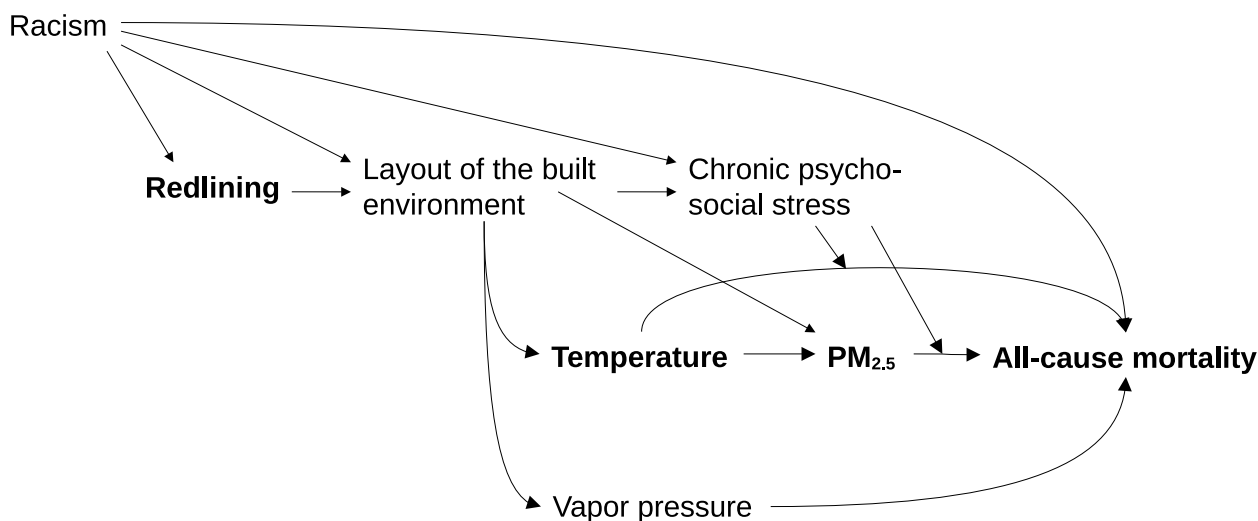 Racism
Redlining
Layout of the built
environment
Chronic psycho-
social stress
Temperature
PM₂.₅
All-cause mortality
Vapor pressure